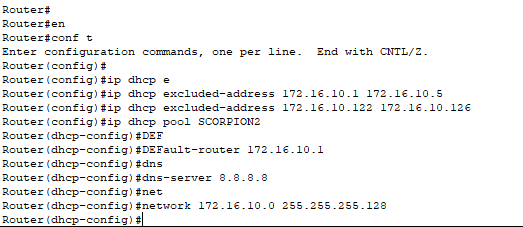 Router#
Router#en
Router#conf t
Enter configuration commands, one per line.  End with CNTL/Z.
Router(config)#
Router(config)#ip dhcp e
Router(config)#ip dhcp excluded-address 172.16.10.1 172.16.10.5
Router(config)#ip dhcp excluded-address 172.16.10.122 172.16.10.126
Router(config)#ip dhcp pool SCORPION2
Router(dhcp-config)#DEF
Router(dhcp-config)#DEFault-router 172.16.10.1
Router(dhcp-config)#dns
Router(dhcp-config)#dns-server 8.8.8.8
Router(dhcp-config)#net
Router(dhcp-config)#network 172.16.10.0 255.255.255.128
Router(dhcp-config)#